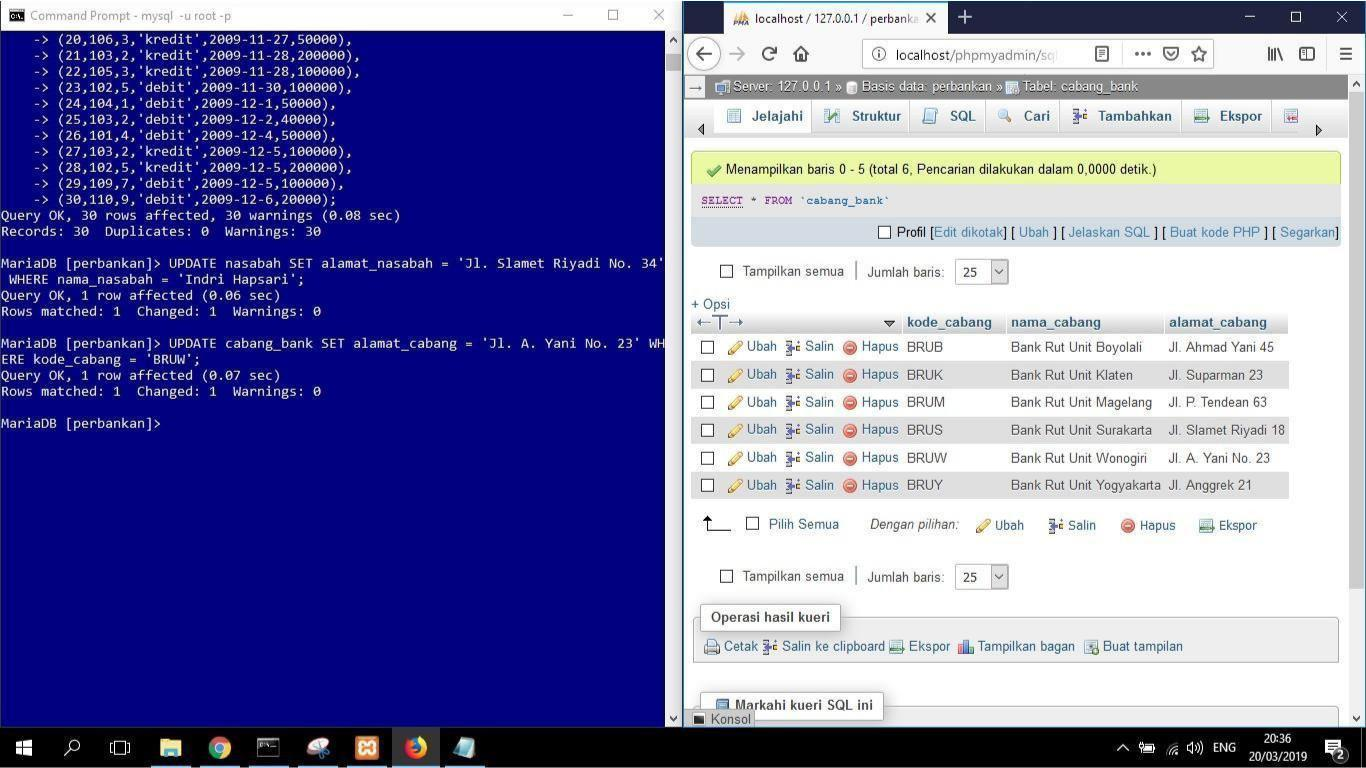 Command Prompt - mysql -u root -p
-> (20,106,3,'kredit',2009-11-27,50000),
-> (21,103,2,'kredit',2009-11-28,200000),
-> (22,105,3,'kredit',2009-11-28,100000),
-> (23,102,5,'debit',2009-11-30,100000),
-> (24,104,1,'debit',2009-12-1,50000),
-> (25,103,2,'debit',2009-12-2,40000),
-> (26,101,4,'debit',2009-12-4,50000),
-> (27,103,2,'kredit',2009-12-5,100000),
-> (28,102,5,'kredit',2009-12-5,200000),
-> (29,109,7,'debit',2009-12-5,100000),
-> (30,110,9,'debit',2009-12-6,20000);
Query OK, 30 rows affected, 30 warnings (0.08 sec)
Records: 30 Duplicates: 0 Warnings: 30
MariaDB [perbankan]> UPDATE nasabah SET alamat_nasabah = 'Jl. Slamet Riyadi No. 34'
WHERE nama_nasabah = 'Indri Hapsari';
Query OK, 1 row affected (0.06 sec)
Rows matched: 1 Changed: 1 Warnings: 0
MariaDB [perbankan]> UPDATE cabang_bank SET alamat_cabang = 'Jl. A. Yani No. 23' WH
ERE kode_cabang = 'BRUW';
Query OK, 1 row affected (0.07 sec)
Rows matched: 1 Changed: 1 Warnings: 0
MariaDB [perbankan]>
PMA localhost / 127.0.0.1 / perbanka
localhost/phpmyadmin/sq
Server: 127.0.0.1 » Basis data: perbankan » Tabel: cabang_bank
Jelajahi Struktur SQL Cari Tambahkan Ekspor
Menampilkan baris 0 - 5 (total 6, Pencarian dilakukan dalam 0,0000 detik.)
SELECT * FROM `cabang_bank`
Profil [Edit dikotak] [ Ubah ] [ Jelaskan SQL ] [ Buat kode PHP ] [ Segarkan]
Tampilkan semua | Jumlah baris: 25
+ Opsi
←T→ kode_cabang nama_cabang alamat_cabang
Ubah Salin Hapus BRUB Bank Rut Unit Boyolali Jl. Ahmad Yani 45
Ubah Salin Hapus BRUK Bank Rut Unit Klaten Jl. Suparman 23
Ubah Salin Hapus BRUM Bank Rut Unit Magelang Jl. P. Tendean 63
Ubah Salin Hapus BRUS Bank Rut Unit Surakarta Jl. Slamet Riyadi 18
Ubah Salin Hapus BRUW Bank Rut Unit Wonogiri Jl. A. Yani No. 23
Ubah Salin Hapus BRUY Bank Rut Unit Yogyakarta Jl. Anggrek 21
Pilih Semua Dengan pilihan: Ubah Salin Hapus Ekspor
Tampilkan semua | Jumlah baris: 25
Operasi hasil kueri
Cetak Salin ke clipboard Ekspor Tampilkan bagan Buat tampilan
Markahi kueri SQL ini
Konsol
ENG
20:36
20/03/2019
2